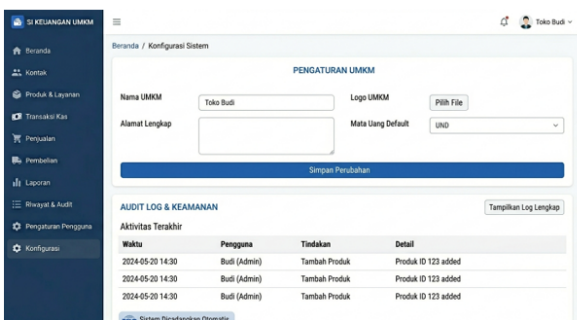 SI KEUANGAN UMKM
Toko Budi
Beranda
Kontak
Produk & Layanan
Transaksi Kas
Penjualan
Pembelian
Laporan
Riwayat & Audit
Pengaturan Pengguna
Konfigurasi
Beranda / Konfigurasi Sistem
PENGATURAN UMKM
Nama UMKM
Toko Budi
Logo UMKM
Pilih File
Alamat Lengkap
Mata Uang Default
UND
Simpan Perubahan
AUDIT LOG & KEAMANAN
Tampilkan Log Lengkap
Aktivitas Terakhir
Waktu Pengguna Tindakan Detail
2024-05-20 14:30 Budi (Admin) Tambah Produk Produk ID 123 added
2024-05-20 14:30 Budi (Admin) Tambah Produk Produk ID 123 added
2024-05-20 14:30 Budi (Admin) Tambah Produk Produk ID 123 added
Sistem Dicadangkan Otomatis